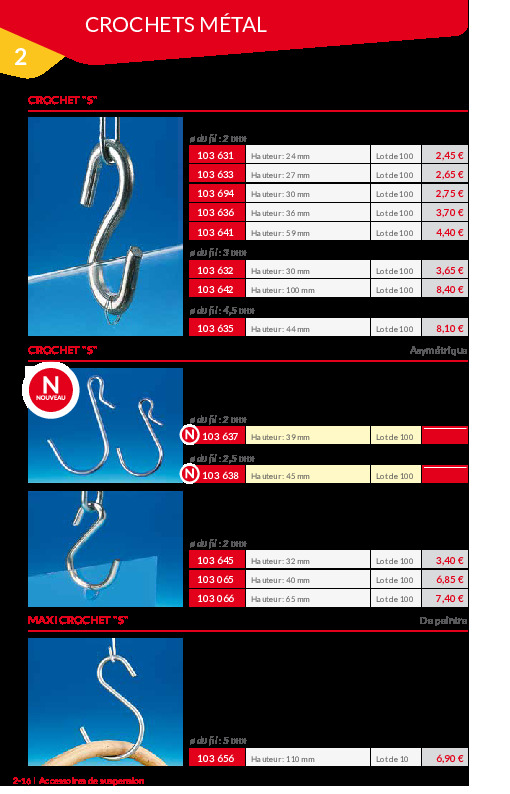 CROCHETS MÉTAL
2
CROCHET "S"
ø du fil : 2 mm
103 631 Hauteur : 24 mm Lot de 100 2,45 €
103 633 Hauteur : 27 mm Lot de 100 2,65 €
103 694 Hauteur : 30 mm Lot de 100 2,75 €
103 636 Hauteur : 36 mm Lot de 100 3,70 €
103 641 Hauteur : 59 mm Lot de 100 4,40 €
ø du fil : 3 mm
103 632 Hauteur : 30 mm Lot de 100 3,65 €
103 642 Hauteur : 100 mm Lot de 100 8,40 €
ø du fil : 4,5 mm
103 635 Hauteur : 44 mm Lot de 100 8,10 €
CROCHET "S" Asymétrique
N
NOUVEAU
ø du fil : 2 mm
N 103 637 Hauteur : 39 mm Lot de 100
ø du fil : 2,5 mm
N 103 638 Hauteur : 45 mm Lot de 100
ø du fil : 2 mm
103 645 Hauteur : 32 mm Lot de 100 3,40 €
103 065 Hauteur : 40 mm Lot de 100 6,85 €
103 066 Hauteur : 65 mm Lot de 100 7,40 €
MAXI CROCHET "S" De peintre
ø du fil : 5 mm
103 656 Hauteur : 110 mm Lot de 10 6,90 €
2-16 | Accessoires de suspension